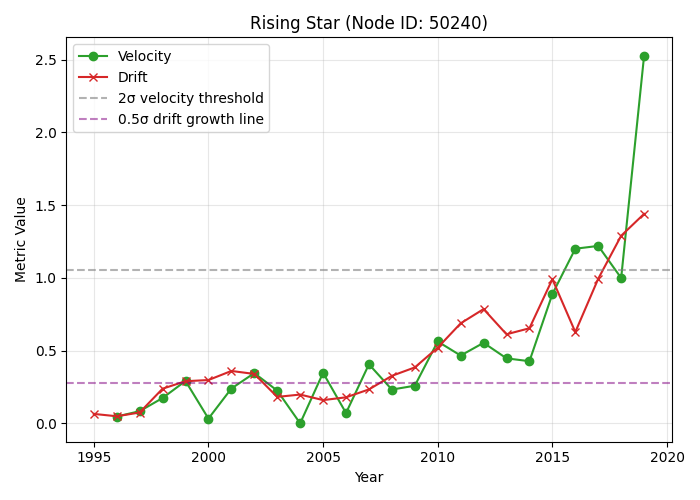 Rising Star (Node ID: 50240)
Velocity
Drift
2σ velocity threshold
0.5σ drift growth line
Metric Value
2.5
2.0
1.5
1.0
0.5
0.0
1995
2000
2005
2010
2015
2020
Year